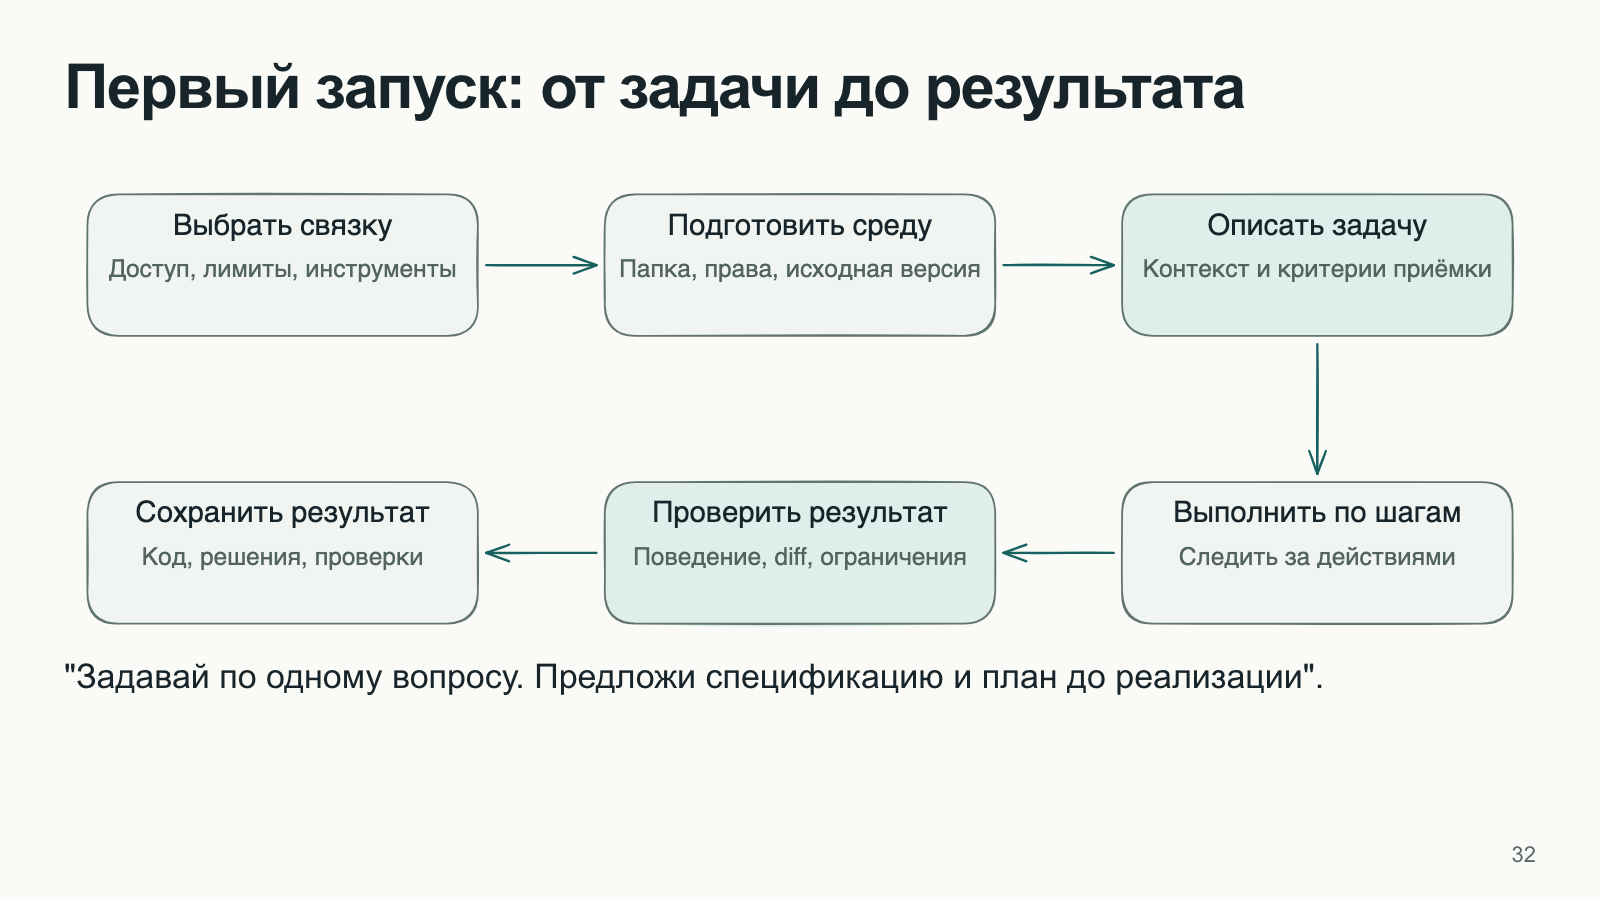 Первый запуск: от задачи до результата
Выбрать связку
Доступ, лимиты, инструменты
Подготовить среду
Папка, права, исходная версия
Описать задачу
Контекст и критерии приёмки
Выполнить по шагам
Следить за действиями
Проверить результат
Поведение, diff, ограничения
Сохранить результат
Код, решения, проверки
"Задавай по одному вопросу. Предложи спецификацию и план до реализации".
32